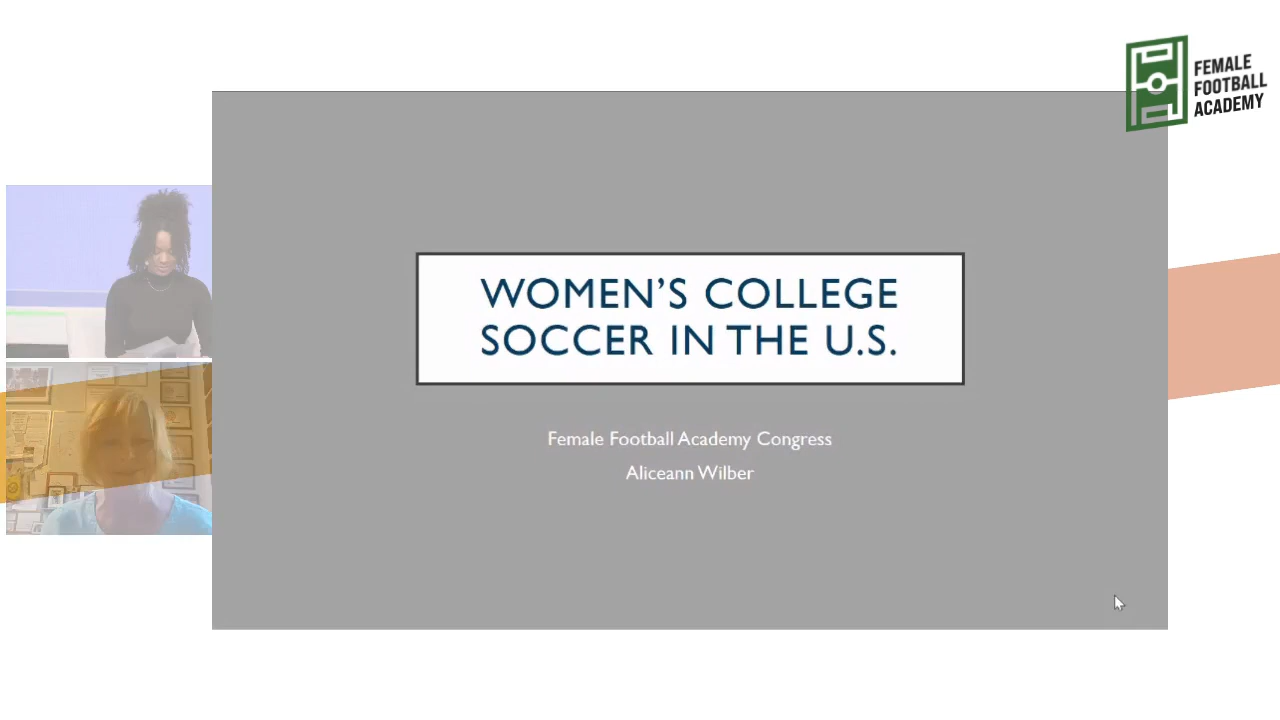 FEMALE
FOOTBALL
ACADEMY
WOMEN'S COLLEGE
SOCCER IN THE U.S.
Female Football Academy Congress
Aliceann Wilber